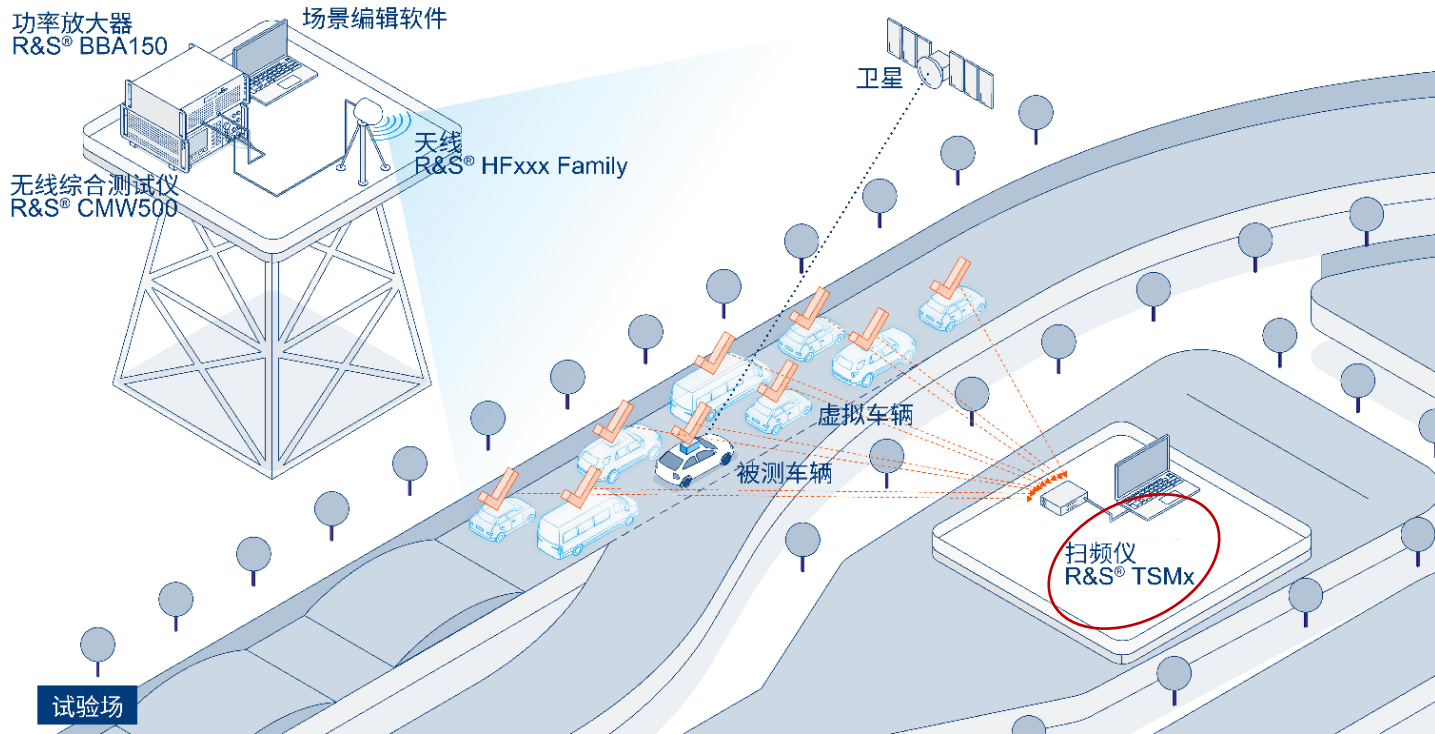 功率放大器
R&S® BBA150
场景编辑软件
卫星
天线
R&S® HFxxx Family
无线综合测试仪
R&S® CMW500
虚拟车辆
被测车辆
扫频仪
R&S® TSMx
试验场